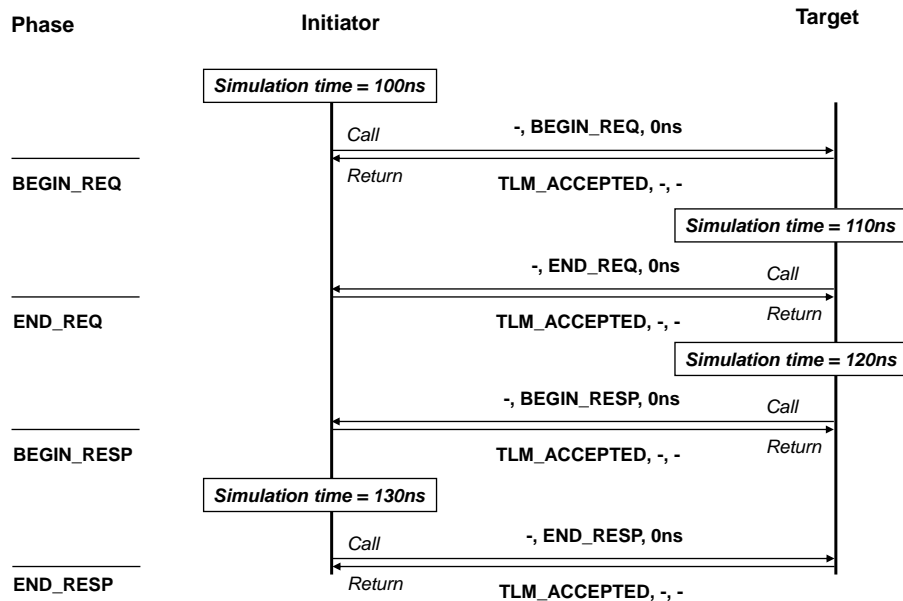 Phase Initiator Target
Simulation time = 100ns
Call -, BEGIN_REQ, 0ns
BEGIN_REQ Return TLM_ACCEPTED, -, -
Simulation time = 110ns
-, END_REQ, 0ns Call
END_REQ TLM_ACCEPTED, -, - Return
Simulation time = 120ns
-, BEGIN_RESP, 0ns Call
BEGIN_RESP TLM_ACCEPTED, -, - Return
Simulation time = 130ns
Call -, END_RESP, 0ns
END_RESP Return TLM_ACCEPTED, -, -